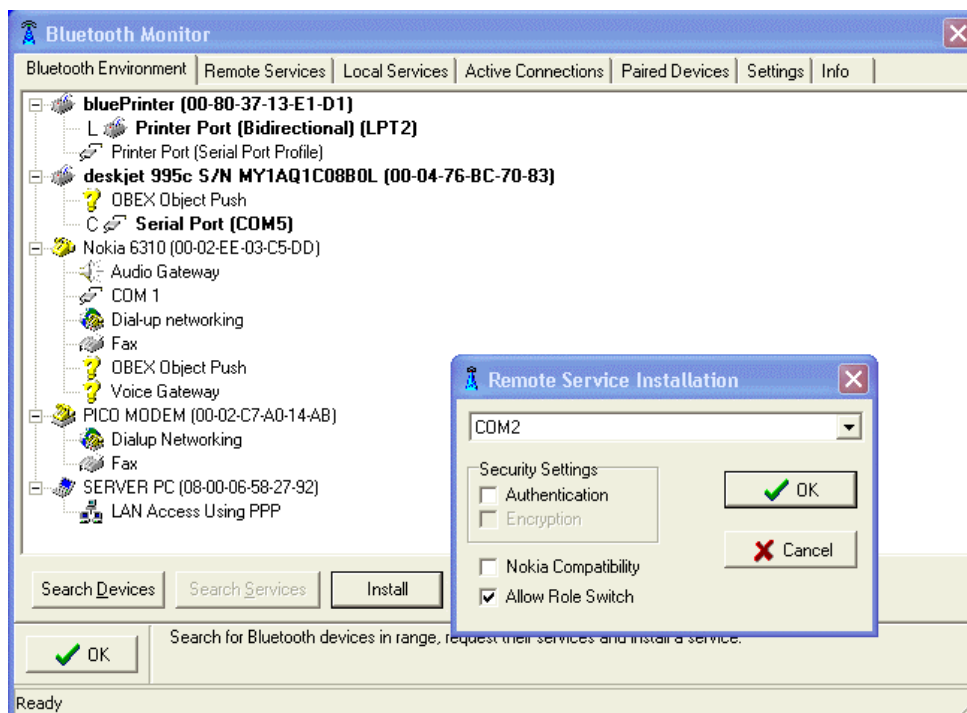 Bluetooth Monitor
Bluetooth Environment Remote Services Local Services Active Connections Paired Devices Settings Info
bluePrinter (00-80-37-13-E1-D1)
L Printer Port (Bidirectional) (LPT2)
Printer Port (Serial Port Profile)
deskjet 995c S/N MY1AQ1C08B0L (00-04-76-BC-70-83)
OBEX Object Push
C Serial Port (COM5)
Nokia 6310 (00-02-EE-03-C5-DD)
Audio Gateway
COM 1
Dial-up networking
Fax
OBEX Object Push
Voice Gateway
PICO MODEM (00-02-C7-A0-14-AB)
Dialup Networking
Fax
SERVER PC (08-00-06-58-27-92)
LAN Access Using PPP
Remote Service Installation
COM2
Security Settings
Authentication
Encryption
OK
Cancel
Nokia Compatibility
Allow Role Switch
Search Devices Search Services Install
OK
Search for Bluetooth devices in range, request their services and install a service.
Ready